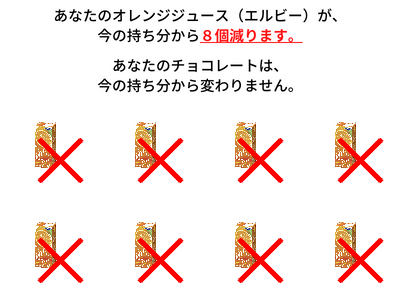 あなたのオレンジジュース（エルビー）が、
今の持ち分から８個減ります。
あなたのチョコレートは、
今の持ち分から変わりません。